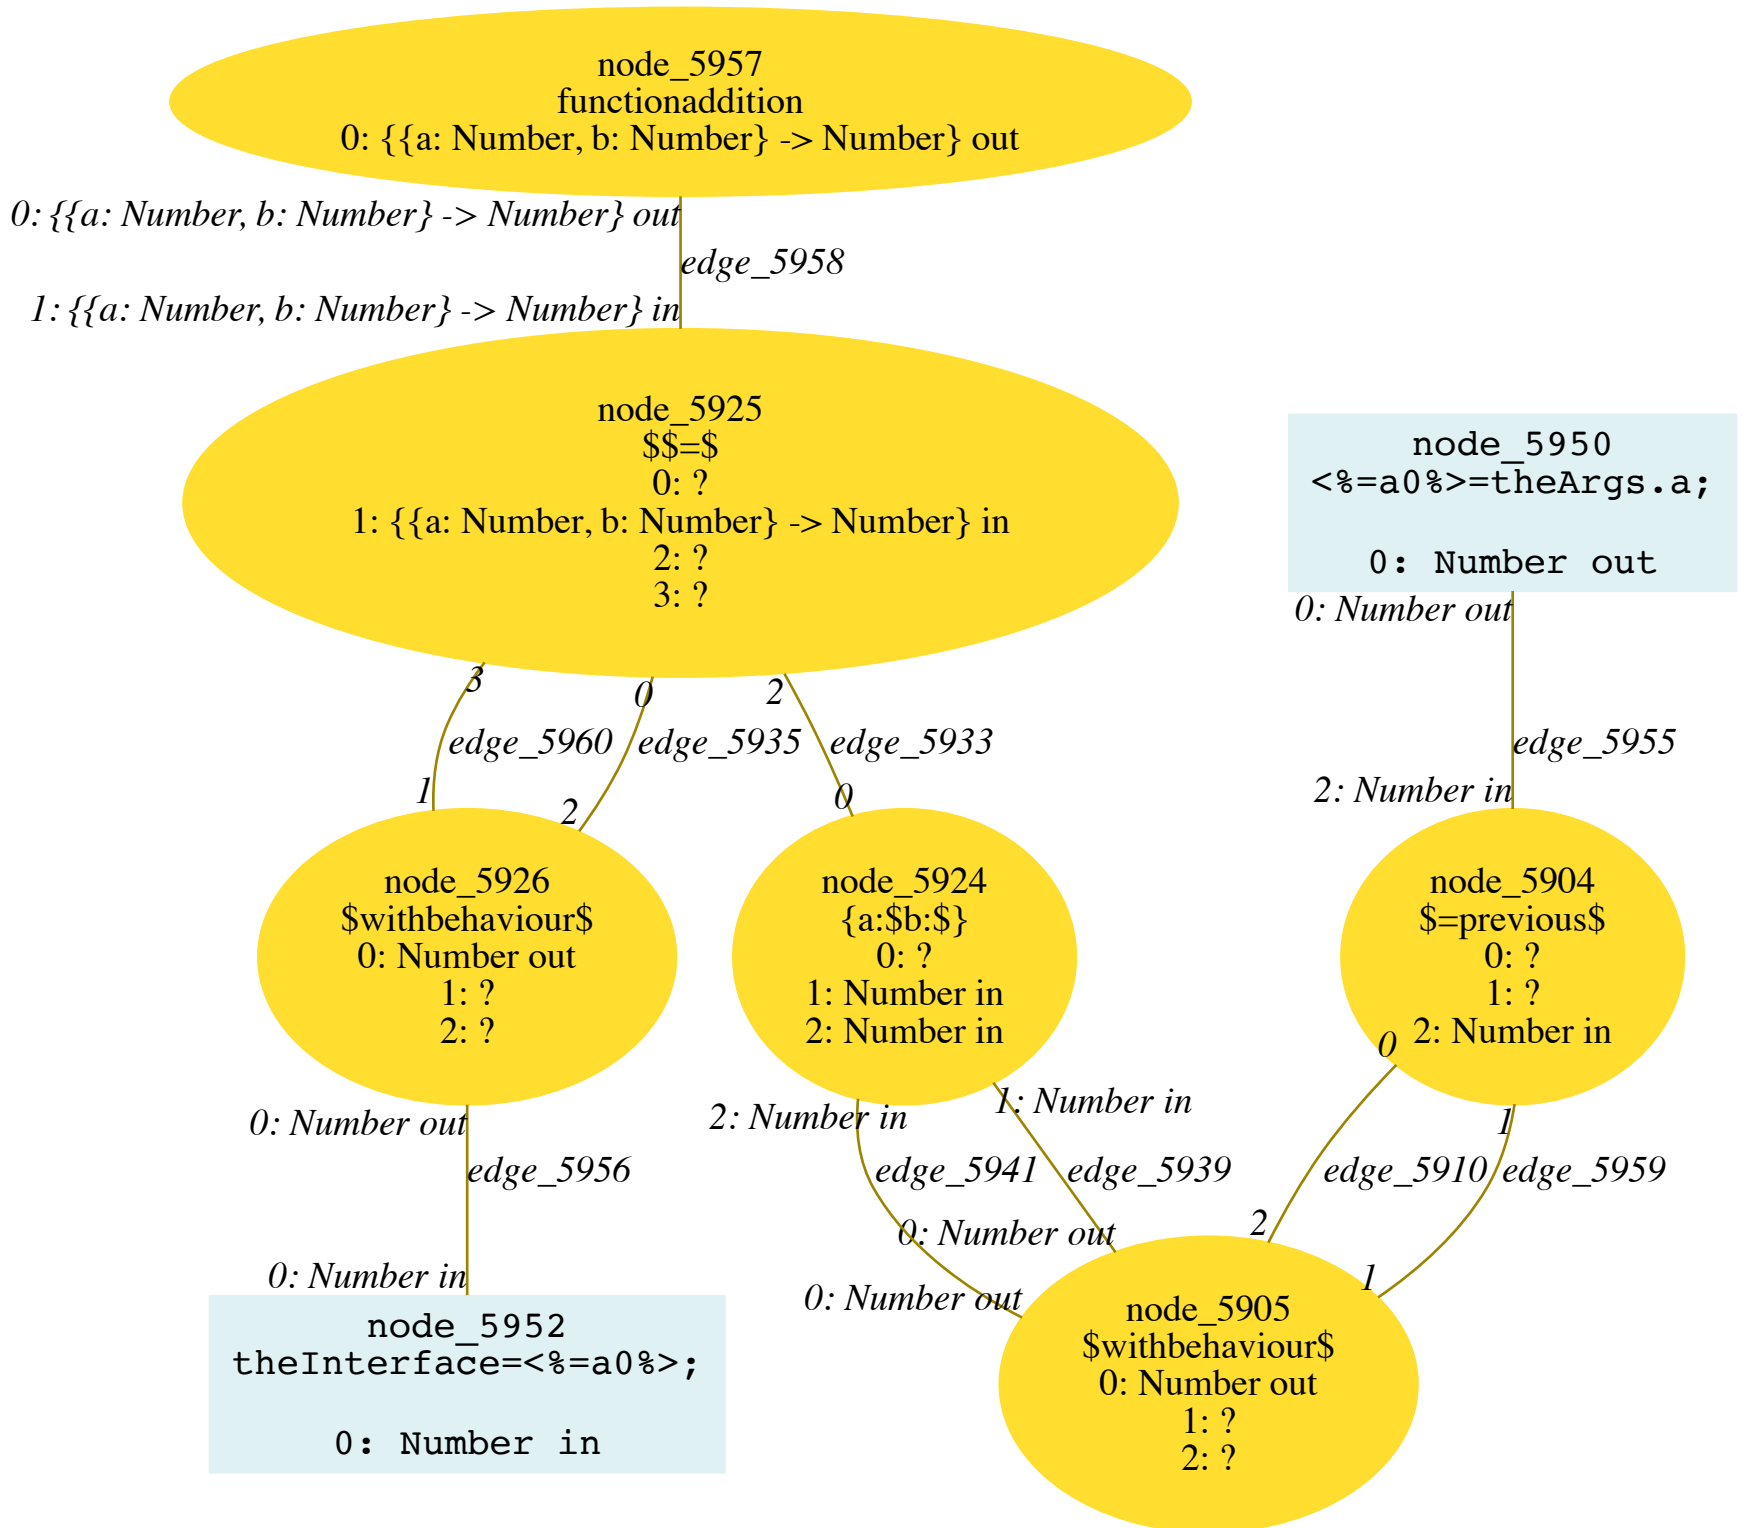 node_5957
functionaddition
0: {{a: Number, b: Number} -> Number} out
0: {{a: Number, b: Number} -> Number} out
edge_5958
1: {{a: Number, b: Number} -> Number} in
node_5925
$$=$
0: ?
1: {{a: Number, b: Number} -> Number} in
2: ?
3: ?
node_5950
<%=a0%>=theArgs.a;
0: Number out
0: Number out
3
0
2
edge_5960
edge_5935
edge_5933
edge_5955
1
2
0
2: Number in
node_5926
$withbehaviour$
0: Number out
1: ?
2: ?
node_5924
{a:$b:$}
0: ?
1: Number in
2: Number in
node_5904
$=previous$
0: ?
1: ?
2: Number in
0
0: Number out
2: Number in
1: Number in
1
edge_5956
edge_5941
edge_5939
edge_5910
edge_5959
0: Number in
0: Number out
0: Number out
2
1
node_5952
theInterface=<%=a0%>;
0: Number in
node_5905
$withbehaviour$
0: Number out
1: ?
2: ?